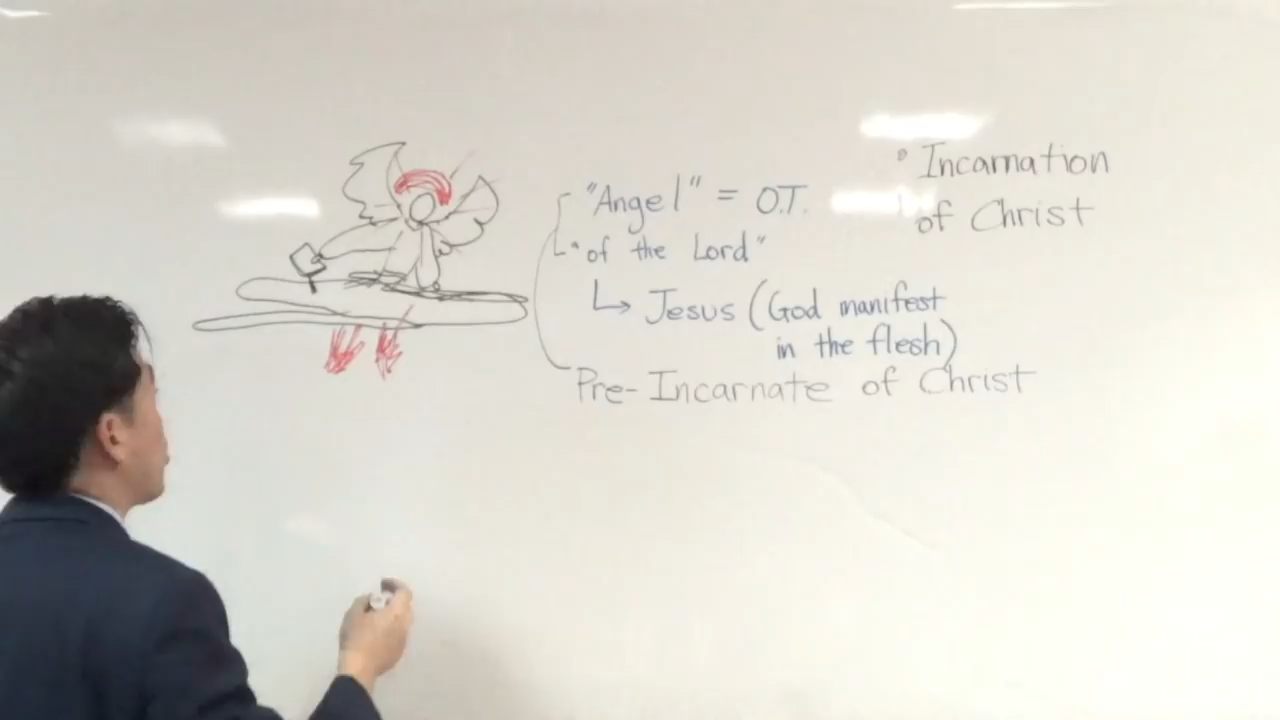 "Angel" = O.T.
"of the Lord"
↳ Jesus (God manifest
in the flesh)
Pre-Incarnate of Christ
• Incarnation
of Christ